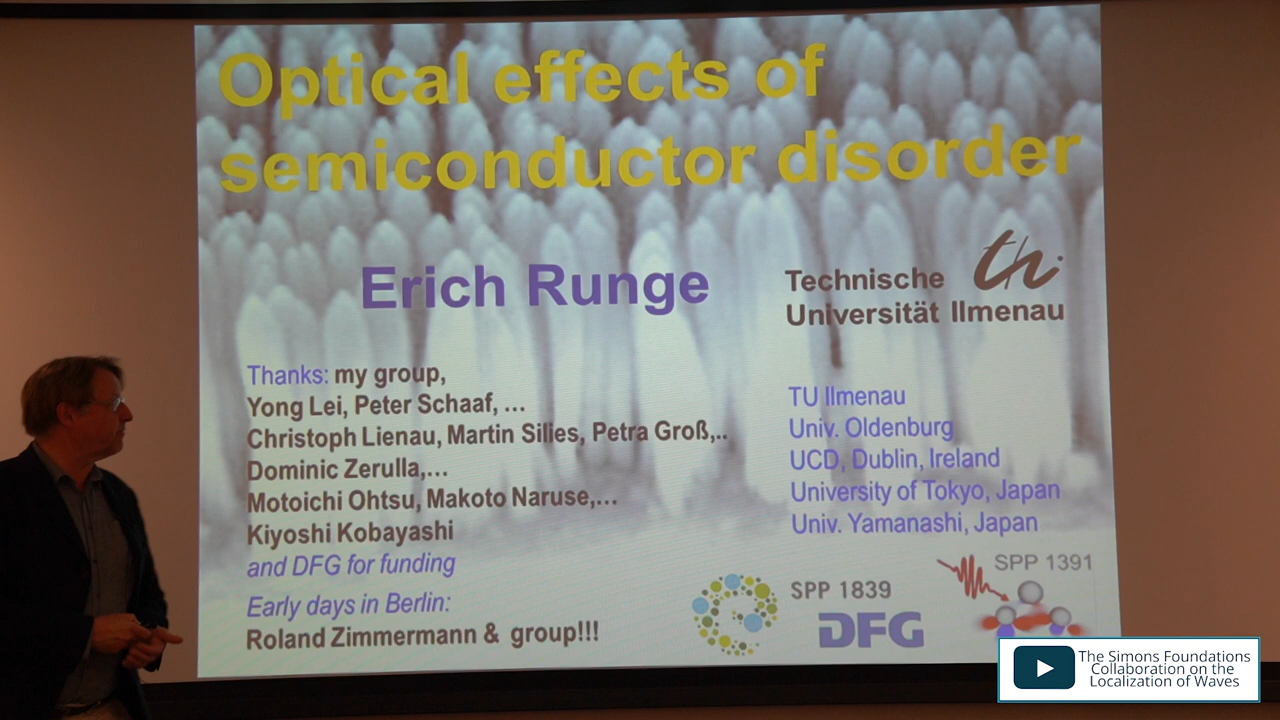 Optical effects of
semiconductor disorder
Erich Runge
Technische
Universität Ilmenau
th
Thanks: my group,
Yong Lei, Peter Schaaf, ...
Christoph Lienau, Martin Silies, Petra Groß,..
Dominic Zerulla,...
Motoichi Ohtsu, Makoto Naruse,...
Kiyoshi Kobayashi
and DFG for funding
Early days in Berlin:
Roland Zimmermann & group!!!
TU Ilmenau
Univ. Oldenburg
UCD, Dublin, Ireland
University of Tokyo, Japan
Univ. Yamanashi, Japan
SPP 1839
DFG
SPP 1391
The Simons Foundations
Collaboration on the
Localization of Waves